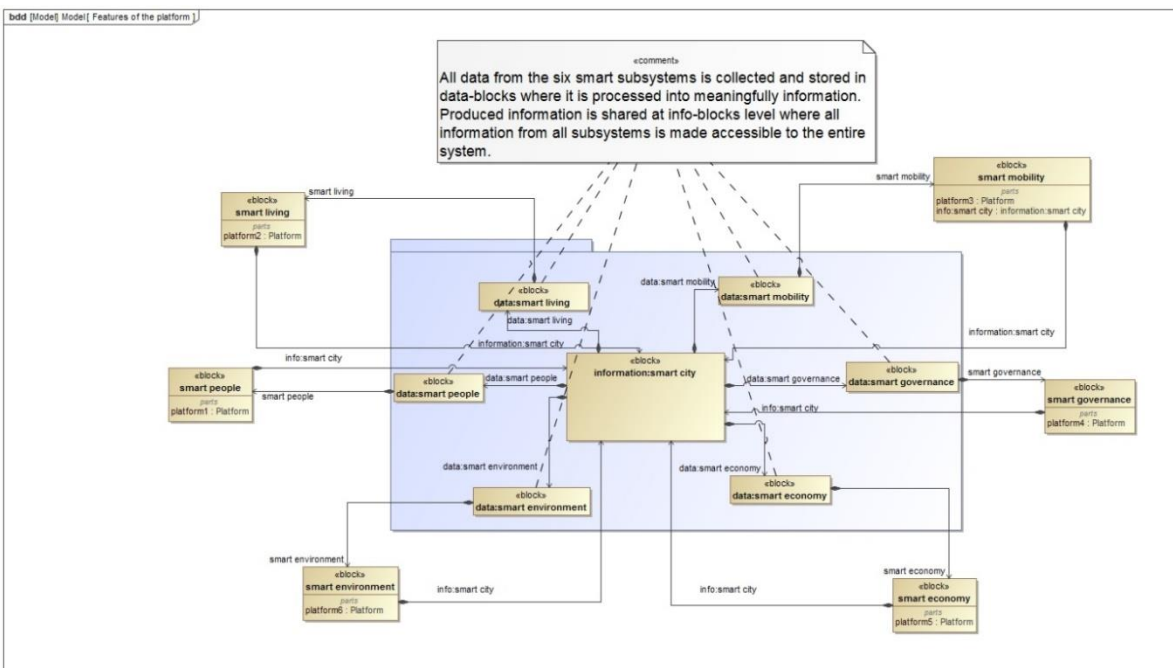 bdd [Model] Model[ Features of the platform ]
«comment»
All data from the six smart subsystems is collected and stored in
data-blocks where it is processed into meaningfully information.
Produced information is shared at info-blocks level where all
information from all subsystems is made accessible to the entire
system.
smart living
«block»
smart living
parts
platform2 : Platform
smart mobility
«block»
smart mobility
parts
platform3 : Platform
info:smart city : information:smart city
«block»
data:smart living
data:smart living
data:smart mobility
«block»
data:smart mobility
information:smart city
information:smart city
info:smart city
«block»
smart people
parts
platform1 : Platform
smart people
«block»
data:smart people
data:smart people
«block»
information:smart city
data:smart governance
«block»
data:smart governance
smart governance
info:smart city
«block»
smart governance
parts
platform4 : Platform
data:smart environment
«block»
data:smart environment
data:smart economy
«block»
data:smart economy
smart environment
«block»
smart environment
parts
platform6 : Platform
info:smart city
info:smart city
smart economy
«block»
smart economy
parts
platform5 : Platform